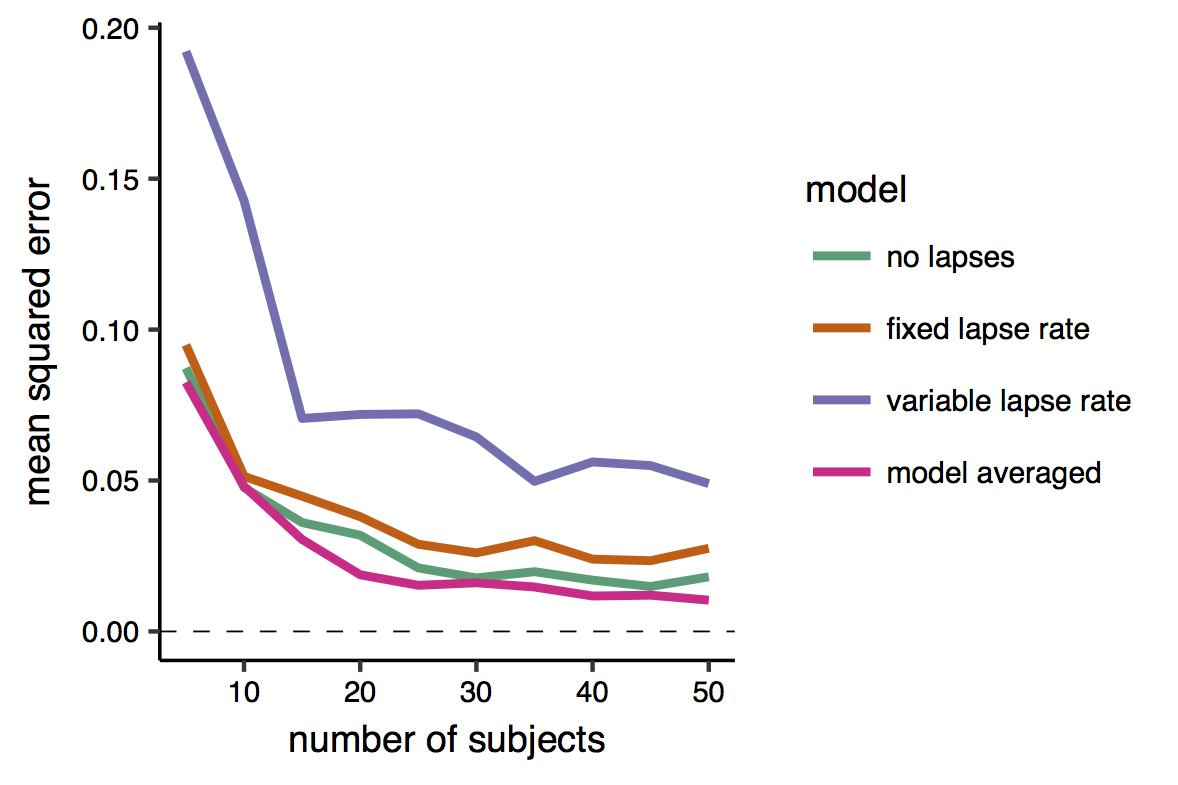 0.20
0.15
0.10
0.05
0.00
mean squared error
10 20 30 40 50
number of subjects
model
no lapses
fixed lapse rate
variable lapse rate
model averaged